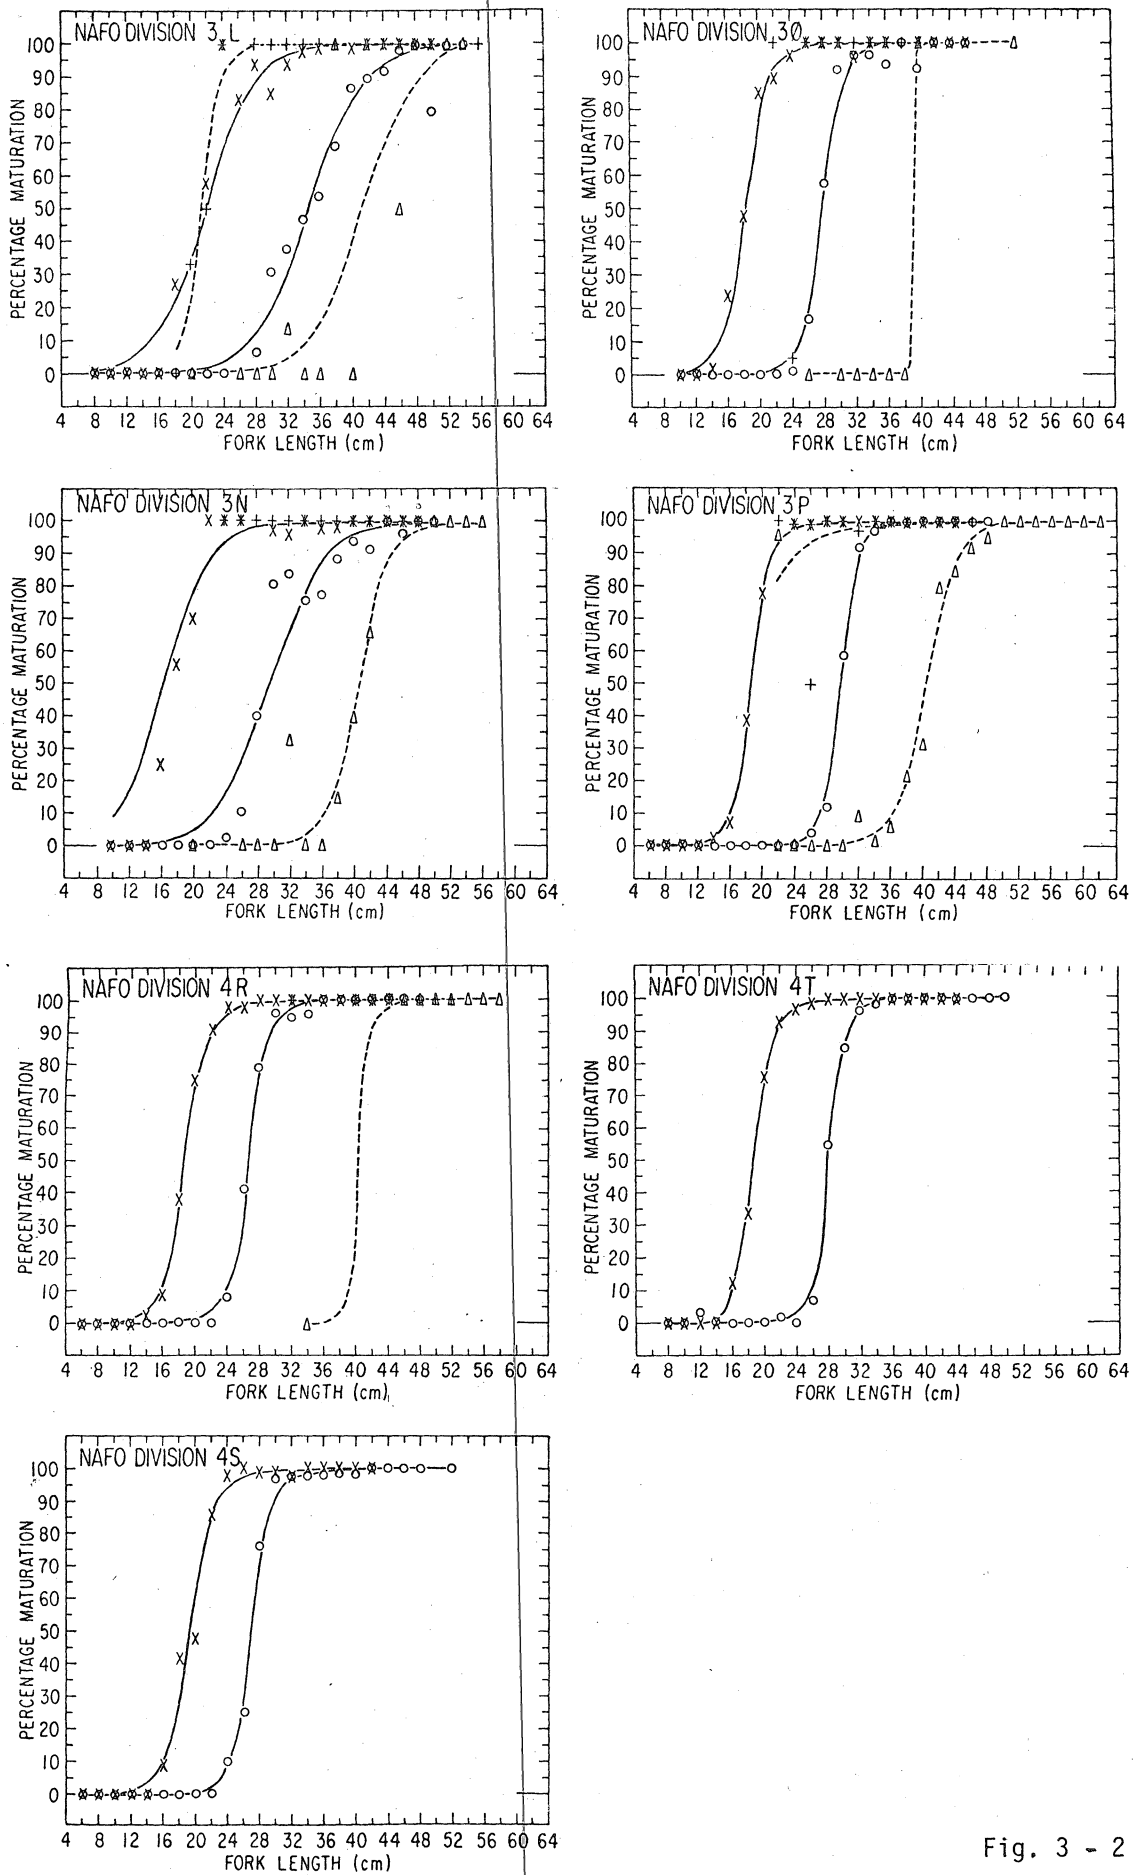 NAFO DIVISION 3 L
100
90
80
70
60
50
40
30
20
10
0
PERCENTAGE MATURATION
4 8 12 16 20 24 28 32 36 40 44 48 52 56 60 64
FORK LENGTH (cm)
NAFO DIVISION 3O
100
90
80
70
60
50
40
30
20
10
0
PERCENTAGE MATURATION
4 8 12 16 20 24 28 32 36 40 44 48 52 56 60 64
FORK LENGTH (cm)
NAFO DIVISION 3N
100
90
80
70
60
50
40
30
20
10
0
PERCENTAGE MATURATION
4 8 12 16 20 24 28 32 36 40 44 48 52 56 60 64
FORK LENGTH (cm)
NAFO DIVISION 3P
100
90
80
70
60
50
40
30
20
10
0
PERCENTAGE MATURATION
4 8 12 16 20 24 28 32 36 40 44 48 52 56 60 64
FORK LENGTH (cm)
NAFO DIVISION 4R
100
90
80
70
60
50
40
30
20
10
0
PERCENTAGE MATURATION
4 8 12 16 20 24 28 32 36 40 44 48 52 56 60 64
FORK LENGTH (cm)
NAFO DIVISION 4T
100
90
80
70
60
50
40
30
20
10
0
PERCENTAGE MATURATION
4 8 12 16 20 24 28 32 36 40 44 48 52 56 60 64
FORK LENGTH (cm)
NAFO DIVISION 4S
100
90
80
70
60
50
40
30
20
10
0
PERCENTAGE MATURATION
4 8 12 16 20 24 28 32 36 40 44 48 52 56 60 64
FORK LENGTH (cm)
Fig. 3 - 2